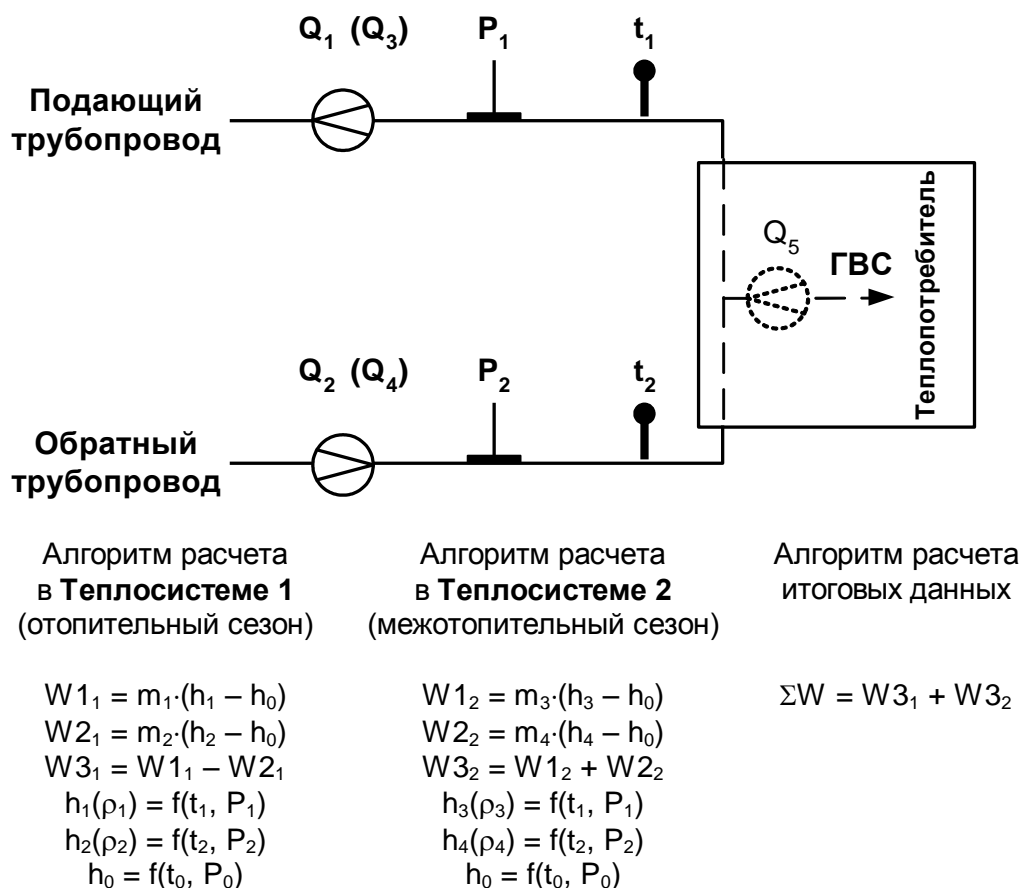 Q₁ (Q₃) P₁ t₁
Подающий
трубопровод
Q₅
ГВС
Теплопотребитель
Q₂ (Q₄) P₂ t₂
Обратный
трубопровод
Алгоритм расчета
в Теплосистеме 1
(отопительный сезон)
W1₁ = m₁·(h₁ – h₀)
W2₁ = m₂·(h₂ – h₀)
W3₁ = W1₁ – W2₁
h₁(ρ₁) = f(t₁, P₁)
h₂(ρ₂) = f(t₂, P₂)
h₀ = f(t₀, P₀)
Алгоритм расчета
в Теплосистеме 2
(межотопительный сезон)
W1₂ = m₃·(h₃ – h₀)
W2₂ = m₄·(h₄ – h₀)
W3₂ = W1₂ + W2₂
h₃(ρ₃) = f(t₁, P₁)
h₄(ρ₄) = f(t₂, P₂)
h₀ = f(t₀, P₀)
Алгоритм расчета
итоговых данных
ΣW = W3₁ + W3₂